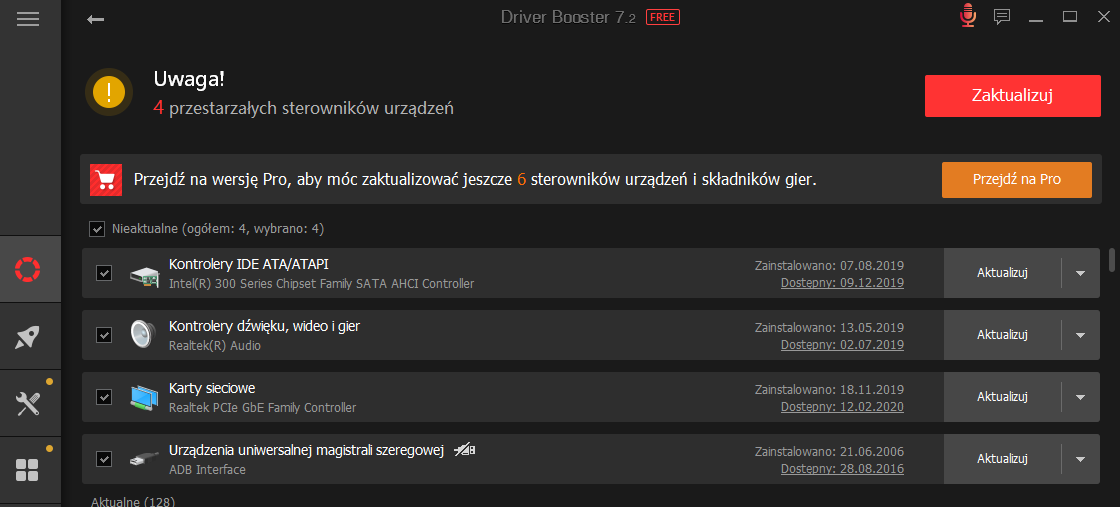 Driver Booster 7.2 FREE
Uwaga!
4 przestarzałych sterowników urządzeń
Zaktualizuj
Przejdź na wersję Pro, aby móc zaktualizować jeszcze 6 sterowników urządzeń i składników gier.
Przejdź na Pro
Nieaktualne (ogółem: 4, wybrano: 4)
Kontrolery IDE ATA/ATAPI
Intel(R) 300 Series Chipset Family SATA AHCI Controller
Zainstalowano: 07.08.2019
Dostępny: 09.12.2019
Aktualizuj
Kontrolery dźwięku, wideo i gier
Realtek(R) Audio
Zainstalowano: 13.05.2019
Dostępny: 02.07.2019
Aktualizuj
Karty sieciowe
Realtek PCIe GbE Family Controller
Zainstalowano: 18.11.2019
Dostępny: 12.02.2020
Aktualizuj
Urządzenia uniwersalnej magistrali szeregowej
ADB Interface
Zainstalowano: 21.06.2006
Dostępny: 28.08.2016
Aktualizuj
Aktualne (128)